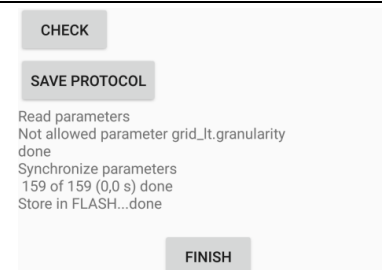 CHECK
SAVE PROTOCOL
Read parameters
Not allowed parameter grid_lt.granularity
done
Synchronize parameters
159 of 159 (0,0 s) done
Store in FLASH...done
FINISH